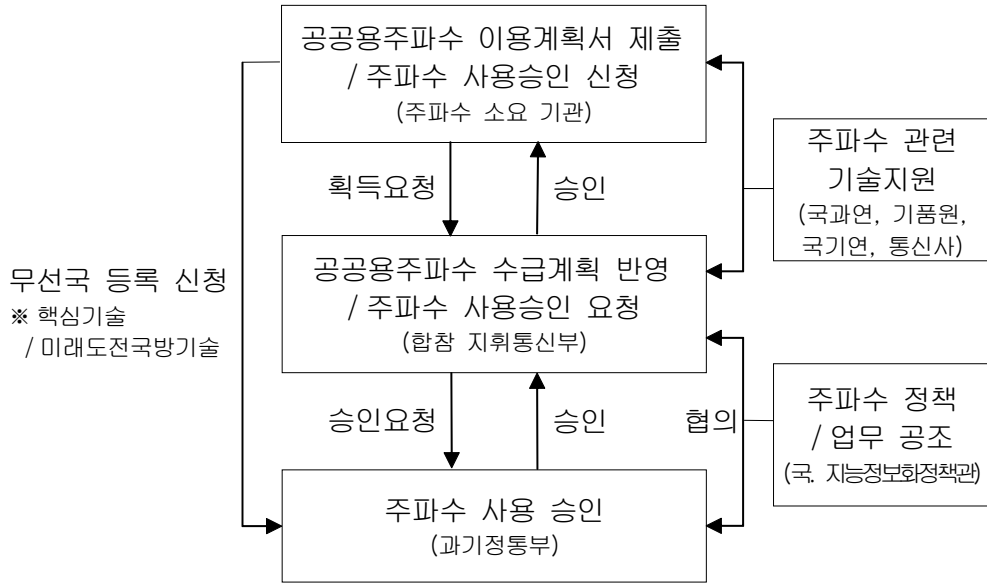 공공용주파수 이용계획서 제출
/ 주파수 사용승인 신청
(주파수 소요 기관)
획득요청
승인
주파수 관련
기술지원
(국과연, 기품원,
국기연, 통신사)
무선국 등록 신청
※ 핵심기술
/ 미래도전국방기술
공공용주파수 수급계획 반영
/ 주파수 사용승인 요청
(합참 지휘통신부)
승인요청
승인
협의
주파수 정책
/ 업무 공조
(국. 지능정보화정책관)
주파수 사용 승인
(과기정통부)